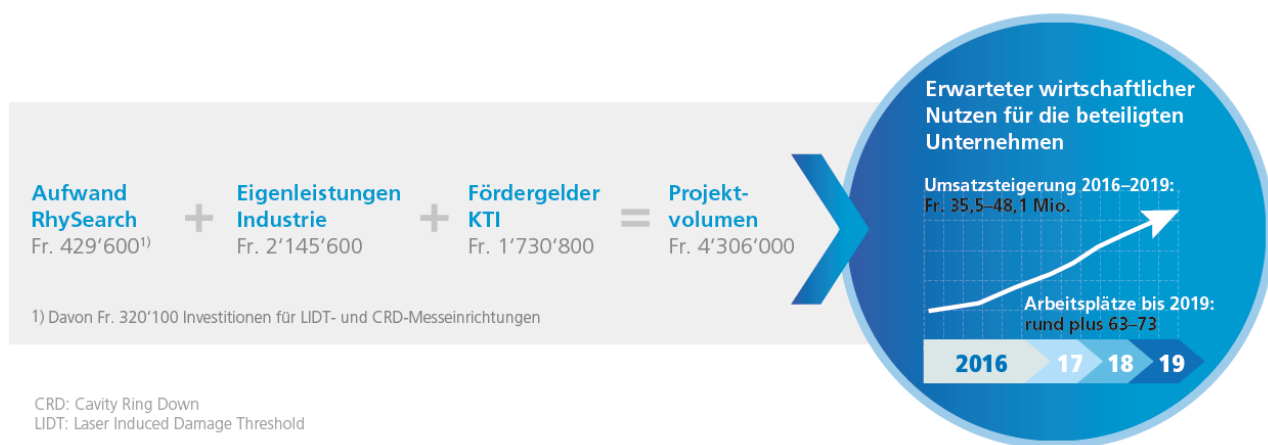 Aufwand
RhySearch
Fr. 429’600¹⁾
+
Eigenleistungen
Industrie
Fr. 2’145’600
+
Fördergelder
KTI
Fr. 1’730’800
=
Projekt-
volumen
Fr. 4’306’000
1) Davon Fr. 320’100 Investitionen für LIDT- und CRD-Messeinrichtungen
CRD: Cavity Ring Down
LIDT: Laser Induced Damage Threshold
Erwarteter wirtschaftlicher
Nutzen für die beteiligten
Unternehmen
Umsatzsteigerung 2016–2019:
Fr. 35,5–48,1 Mio.
Arbeitsplätze bis 2019:
rund plus 63–73
2016 17 18 19